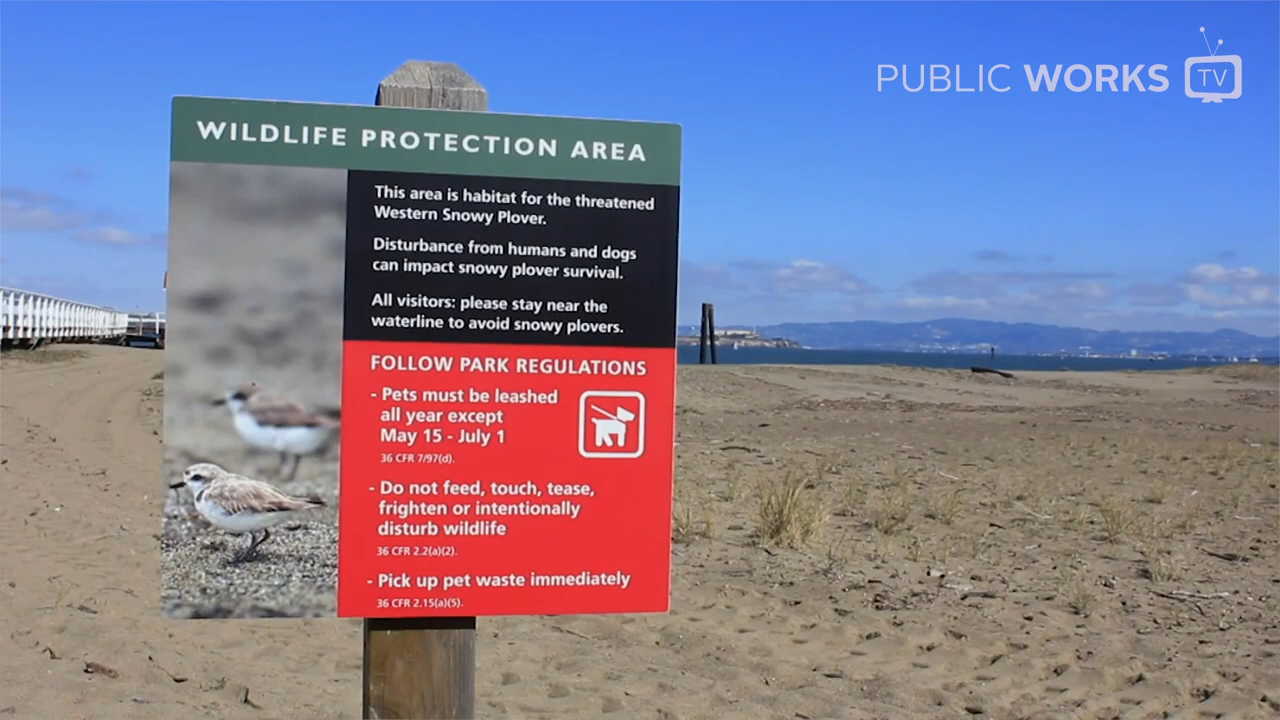 PUBLIC WORKS TV
WILDLIFE PROTECTION AREA
This area is habitat for the threatened
Western Snowy Plover.
Disturbance from humans and dogs
can impact snowy plover survival.
All visitors: please stay near the
waterline to avoid snowy plovers.
FOLLOW PARK REGULATIONS
- Pets must be leashed
all year except
May 15 - July 1
36 CFR 7/97(d).
- Do not feed, touch, tease,
frighten or intentionally
disturb wildlife
36 CFR 2.2(a)(2).
- Pick up pet waste immediately
36 CFR 2.15(a)(5).